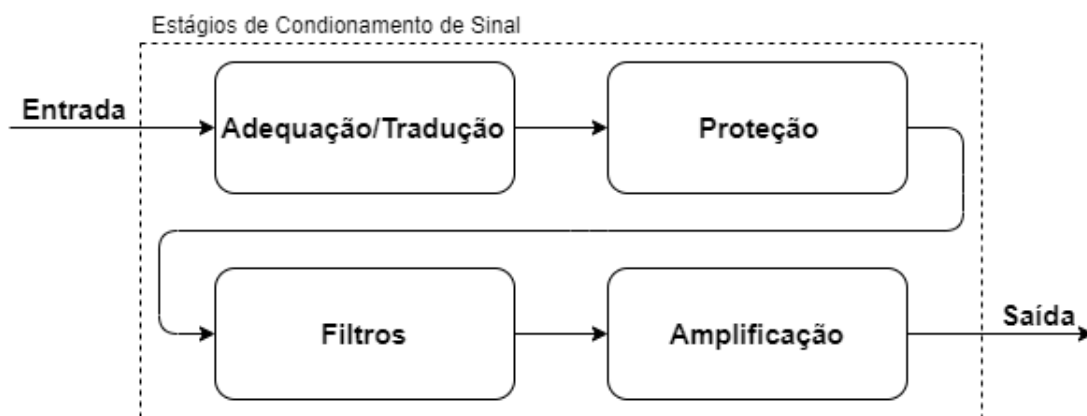 Estágios de Condionamento de Sinal
Entrada
Adequação/Tradução
Proteção
Filtros
Amplificação
Saída